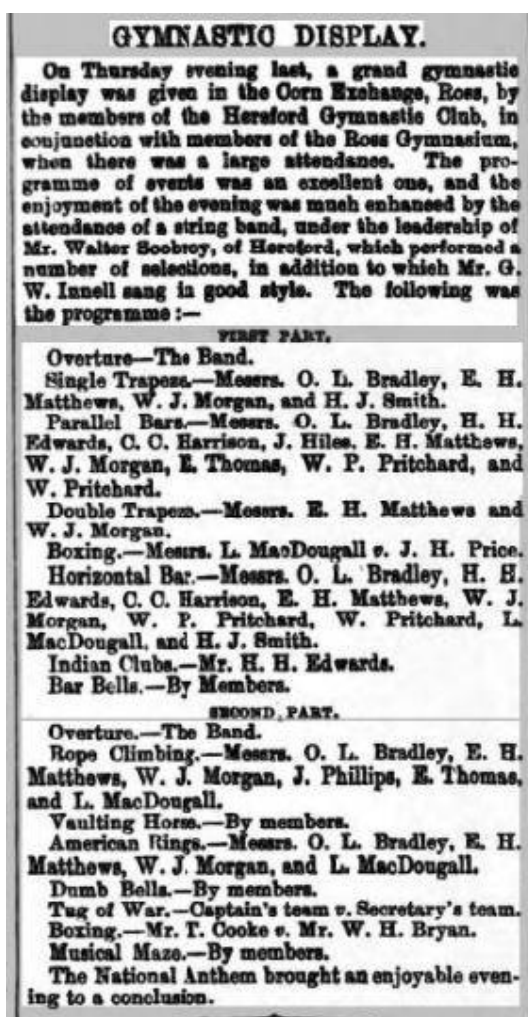 GYMNASTIC DISPLAY.
On Thursday evening last, a grand gymnastic
display was given in the Corn Exchange, Ross, by
the members of the Hereford Gymnastic Club, in
conjunction with members of the Ross Gymnasium,
when there was a large attendance. The pro-
gramme of events was an excellent one, and the
enjoyment of the evening was much enhanced by the
attendance of a string band, under the leadership of
Mr. Walter Soobroy, of Hereford, which performed a
number of selections, in addition to which Mr. G.
W. Innell sang in good style. The following was
the programme :—
FIRST PART.
Overture—The Band.
Single Trapeze.—Messrs. O. L. Bradley, E. H.
Matthews, W. J. Morgan, and H. J. Smith.
Parallel Bars.—Messrs. O. L. Bradley, H. H.
Edwards, C. C. Harrison, J. Hiles, E. H. Matthews,
W. J. Morgan, E. Thomas, W. P. Pritchard, and
W. Pritchard.
Double Trapeze.—Messrs. E. H. Matthews and
W. J. Morgan.
Boxing.—Messrs. L. MacDougall v. J. H. Price.
Horizontal Bar.—Messrs. O. L. Bradley, H. H.
Edwards, C. C. Harrison, E. H. Matthews, W. J.
Morgan, W. P. Pritchard, W. Pritchard, L.
MacDougall, and H. J. Smith.
Indian Clubs.—Mr. H. H. Edwards.
Bar Bells.—By Members.
SECOND PART.
Overture.—The Band.
Rope Climbing.—Messrs. O. L. Bradley, E. H.
Matthews, W. J. Morgan, J. Phillips, E. Thomas,
and L. MacDougall.
Vaulting Horse.—By members.
American Rings.—Messrs. O. L. Bradley, E. H.
Matthews, W. J. Morgan, and L. MacDougall.
Dumb Bells.—By members.
Tug of War.—Captain's team v. Secretary's team.
Boxing.—Mr. T. Cooke v. Mr. W. H. Bryan.
Musical Maze.—By members.
The National Anthem brought an enjoyable even-
ing to a conclusion.